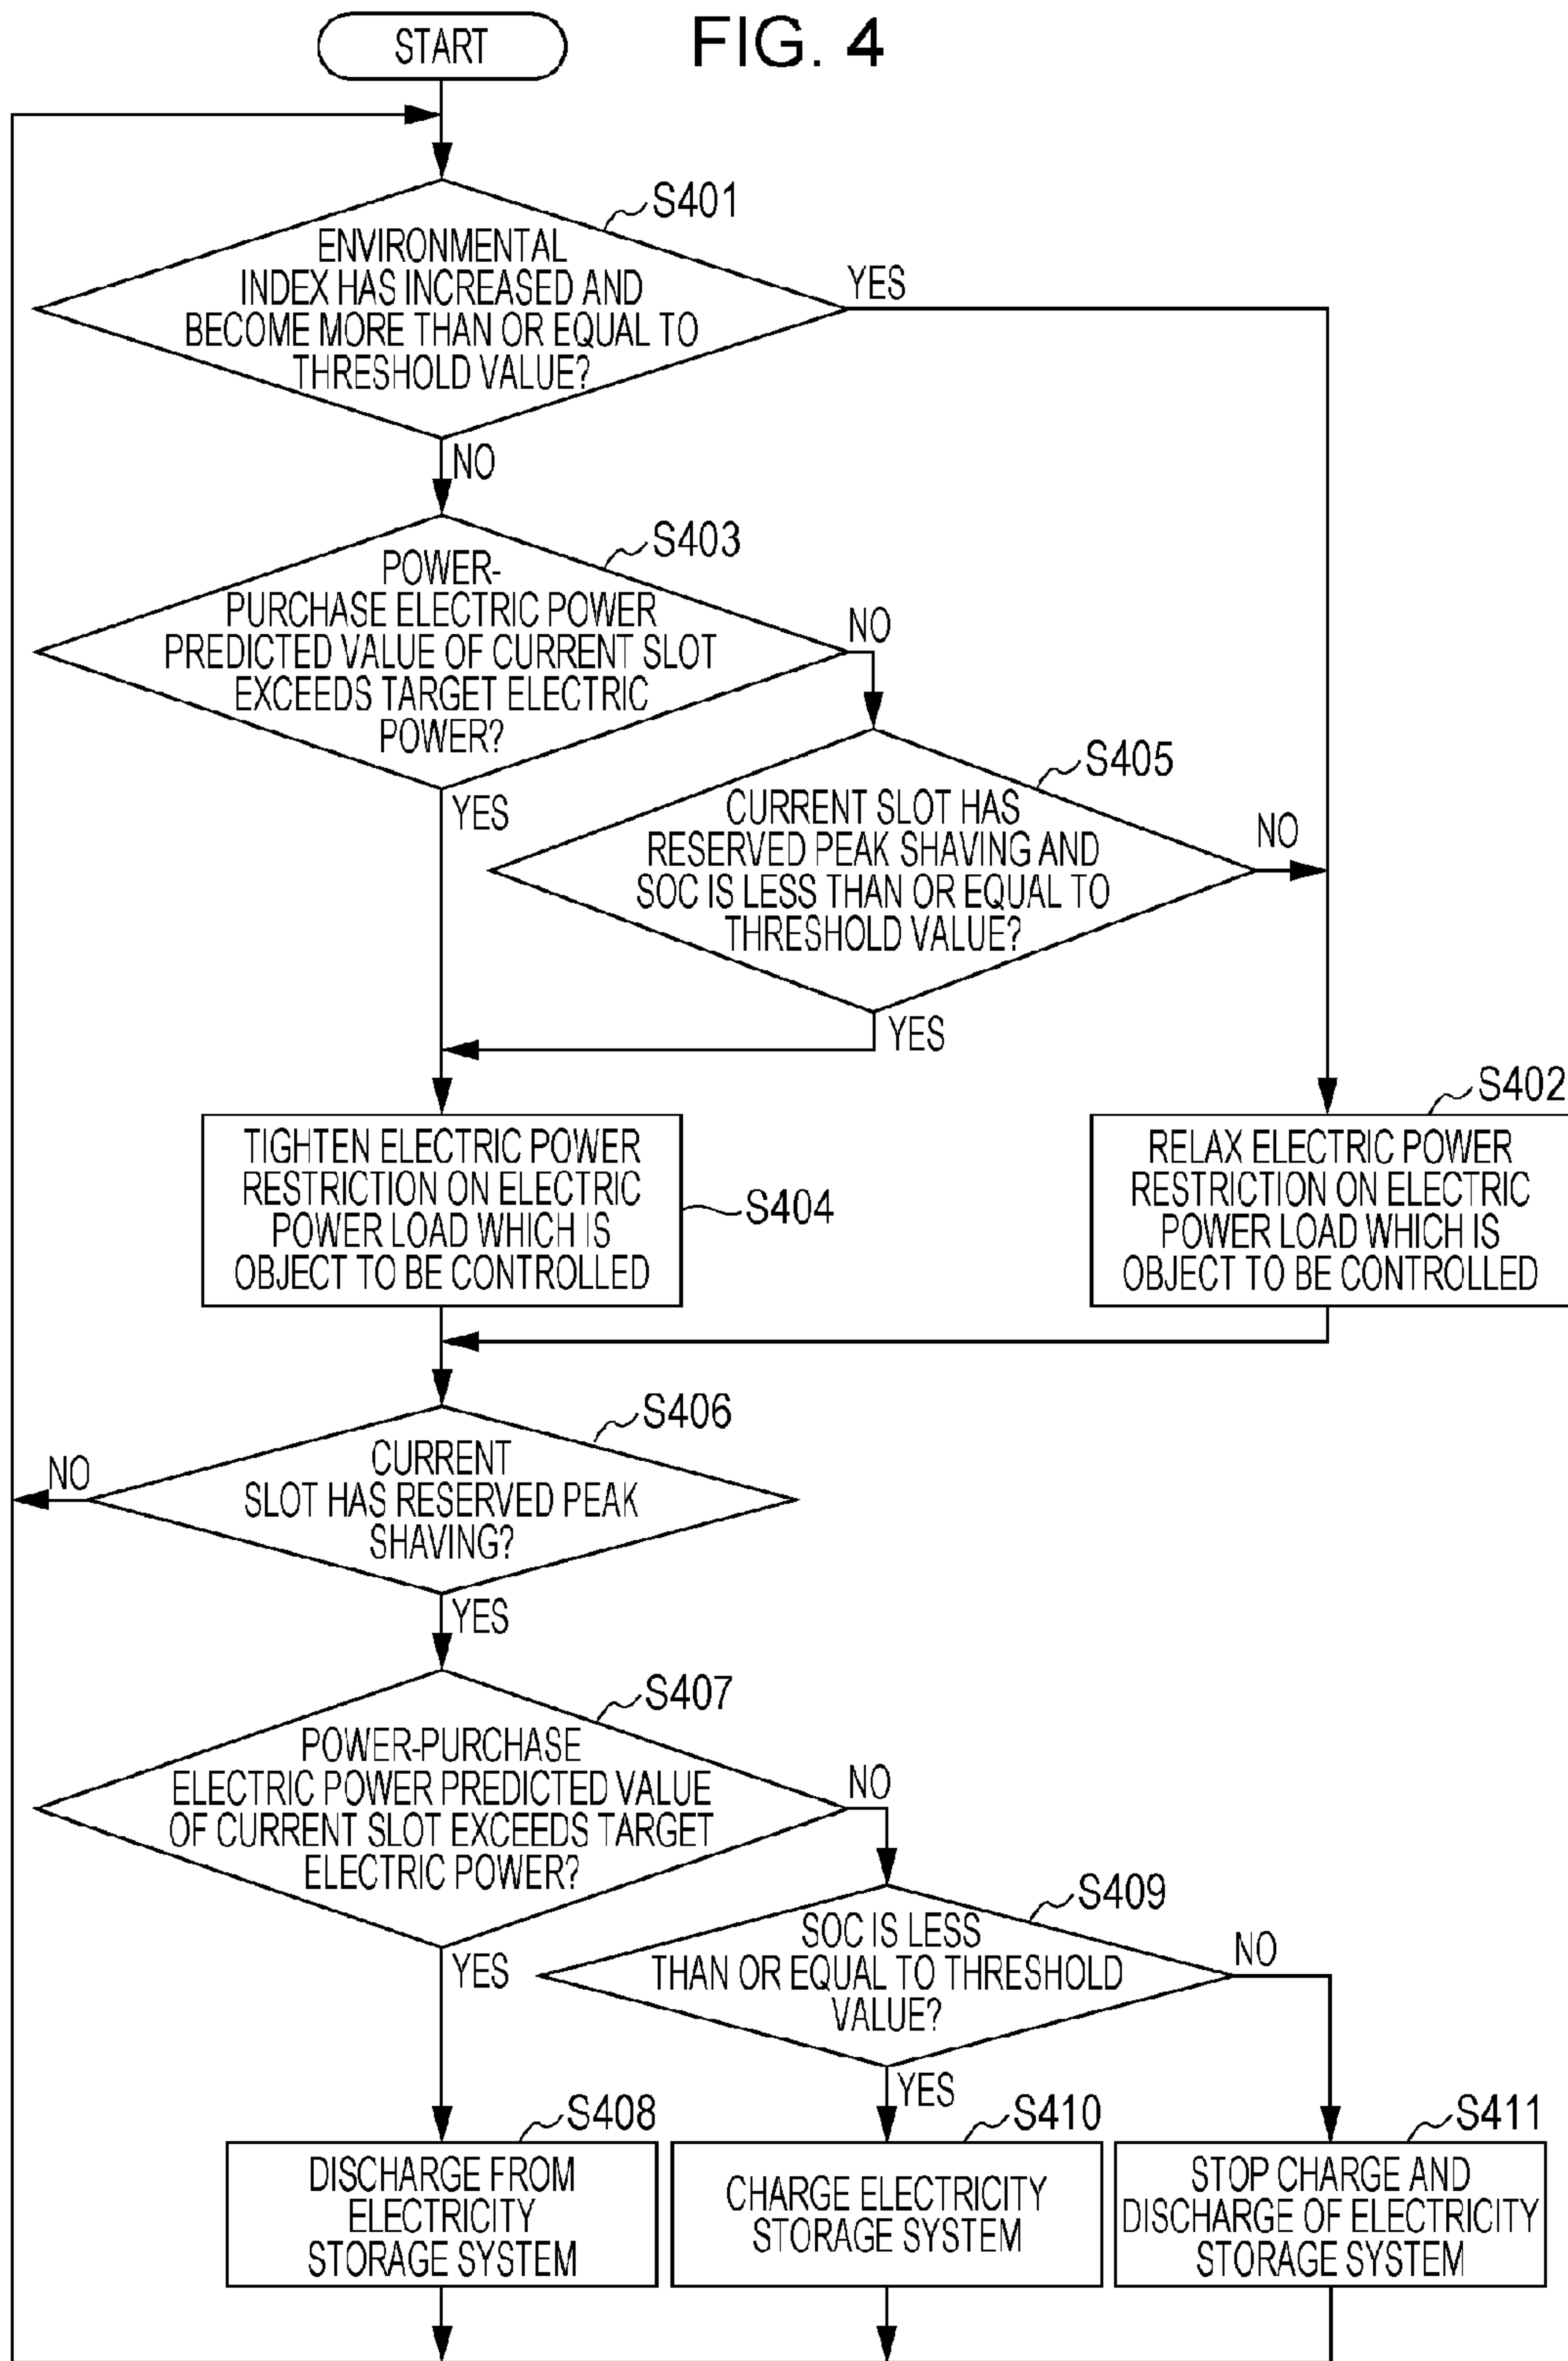 START
FIG. 4
S401
ENVIRONMENTAL
INDEX HAS INCREASED AND
BECOME MORE THAN OR EQUAL TO
THRESHOLD VALUE?
YES
NO
S403
POWER-
PURCHASE ELECTRIC POWER
PREDICTED VALUE OF CURRENT SLOT
EXCEEDS TARGET ELECTRIC
POWER?
NO
YES
S405
CURRENT SLOT HAS
RESERVED PEAK SHAVING AND
SOC IS LESS THAN OR EQUAL TO
THRESHOLD VALUE?
NO
YES
S404
TIGHTEN ELECTRIC POWER
RESTRICTION ON ELECTRIC
POWER LOAD WHICH IS
OBJECT TO BE CONTROLLED
S402
RELAX ELECTRIC POWER
RESTRICTION ON ELECTRIC
POWER LOAD WHICH IS
OBJECT TO BE CONTROLLED
S406
CURRENT
SLOT HAS RESERVED PEAK
SHAVING?
NO
YES
S407
POWER-PURCHASE
ELECTRIC POWER PREDICTED VALUE
OF CURRENT SLOT EXCEEDS TARGET
ELECTRIC POWER?
NO
YES
S409
SOC IS LESS
THAN OR EQUAL TO THRESHOLD
VALUE?
NO
YES
S408
DISCHARGE FROM
ELECTRICITY
STORAGE SYSTEM
S410
CHARGE ELECTRICITY
STORAGE SYSTEM
S411
STOP CHARGE AND
DISCHARGE OF ELECTRICITY
STORAGE SYSTEM